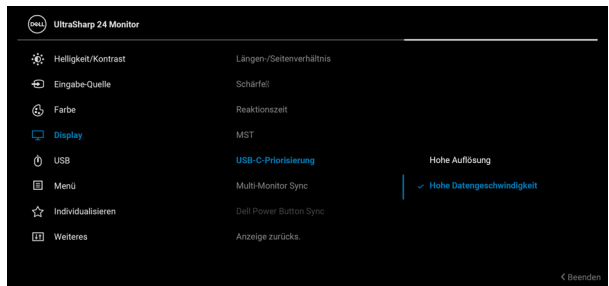 DELL UltraSharp 24 Monitor
Helligkeit/Kontrast
Eingabe-Quelle
Farbe
Display
USB
Menü
Individualisieren
Weiteres
Längen-/Seitenverhältnis
Schärfe
Reaktionszeit
MST
USB-C-Priorisierung
Multi-Monitor Sync
Dell Power Button Sync
Anzeige zurücks.
Hohe Auflösung
Hohe Datengeschwindigkeit
Beenden